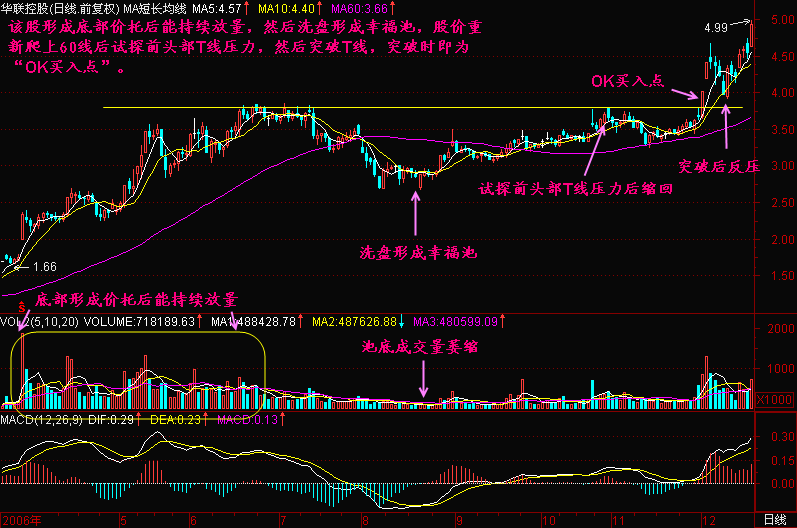 华联控股(日线.前复权) MA短长均线 MA5:4.57↑ MA10:4.40↑ MA60:3.66↑
该股形成底部价托后能持续放量，然后洗盘形成幸福池，股价重
新爬上60线后试探前头部T线压力，然后突破T线，突破时即为
“OK买入点”。
4.99
5.00
4.50
OK买入点
4.00
3.50
突破后反压
3.00
试探前头部T线压力后缩回
2.50
洗盘形成幸福池
2.00
1.66
1.50
S
底部形成价托后能持续放量
VOL2(5,10,20) VOLUME:718189.63↑ MA1:488428.78↑ MA2:487626.88↓ MA3:480599.09↑
2000
池底成交量萎缩
1000
X1000
MACD(12,26,9) DIF:0.29↑ DEA:0.23↑ MACD:0.13↑
0.30
0.15
0.00
2006年 5 6 7 8 9 10 11 12 日线